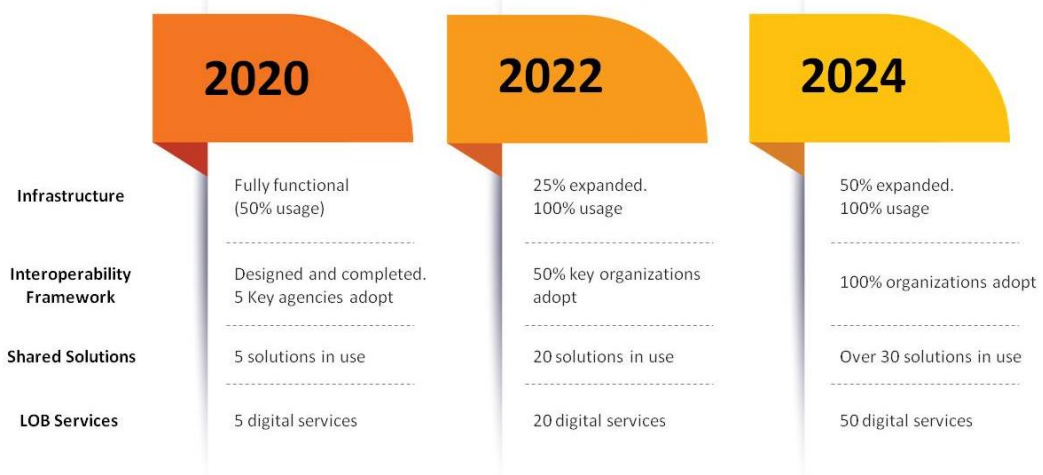 2020
2022
2024
Infrastructure
Fully functional
(50% usage)
25% expanded.
100% usage
50% expanded.
100% usage
Interoperability
Framework
Designed and completed.
5 Key agencies adopt
50% key organizations
adopt
100% organizations adopt
Shared Solutions
5 solutions in use
20 solutions in use
Over 30 solutions in use
LOB Services
5 digital services
20 digital services
50 digital services